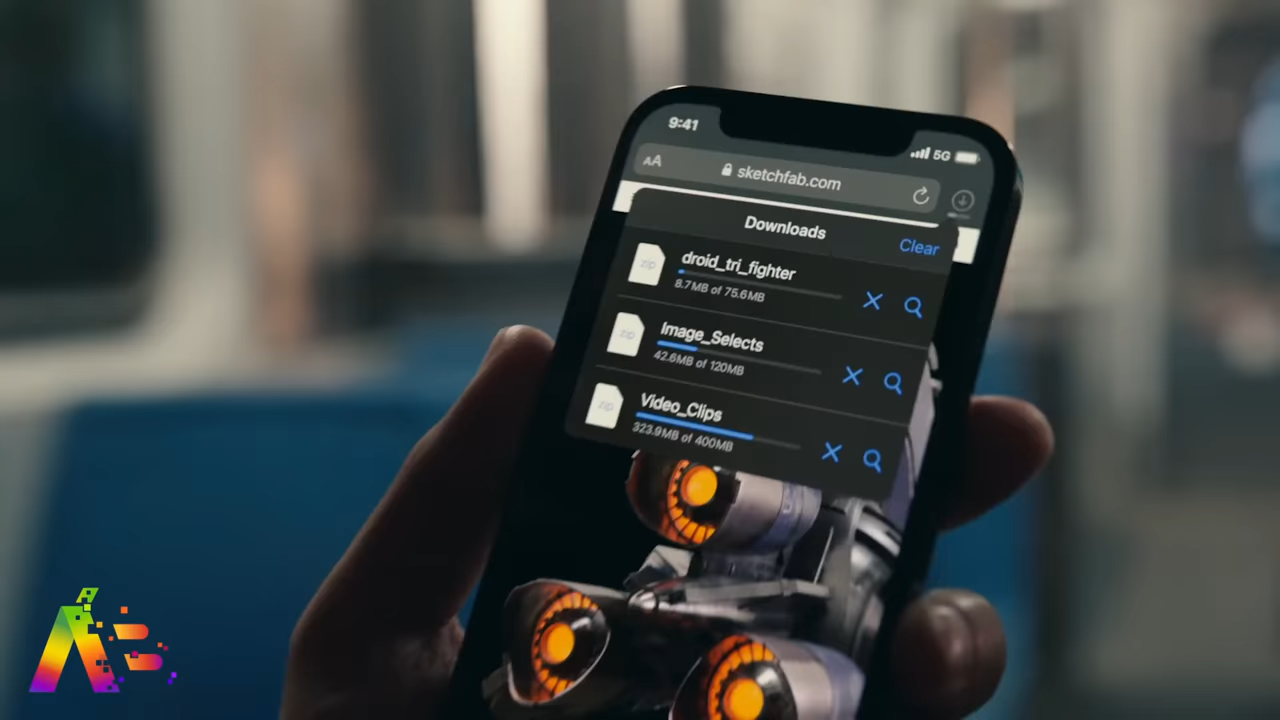 9:41
5G
AA
sketchfab.com
Downloads
Clear
zip
droid_tri_fighter
8.7MB of 75.6MB
zip
Image_Selects
42.6MB of 120MB
zip
Video_Clips
323.9MB of 400MB
AE